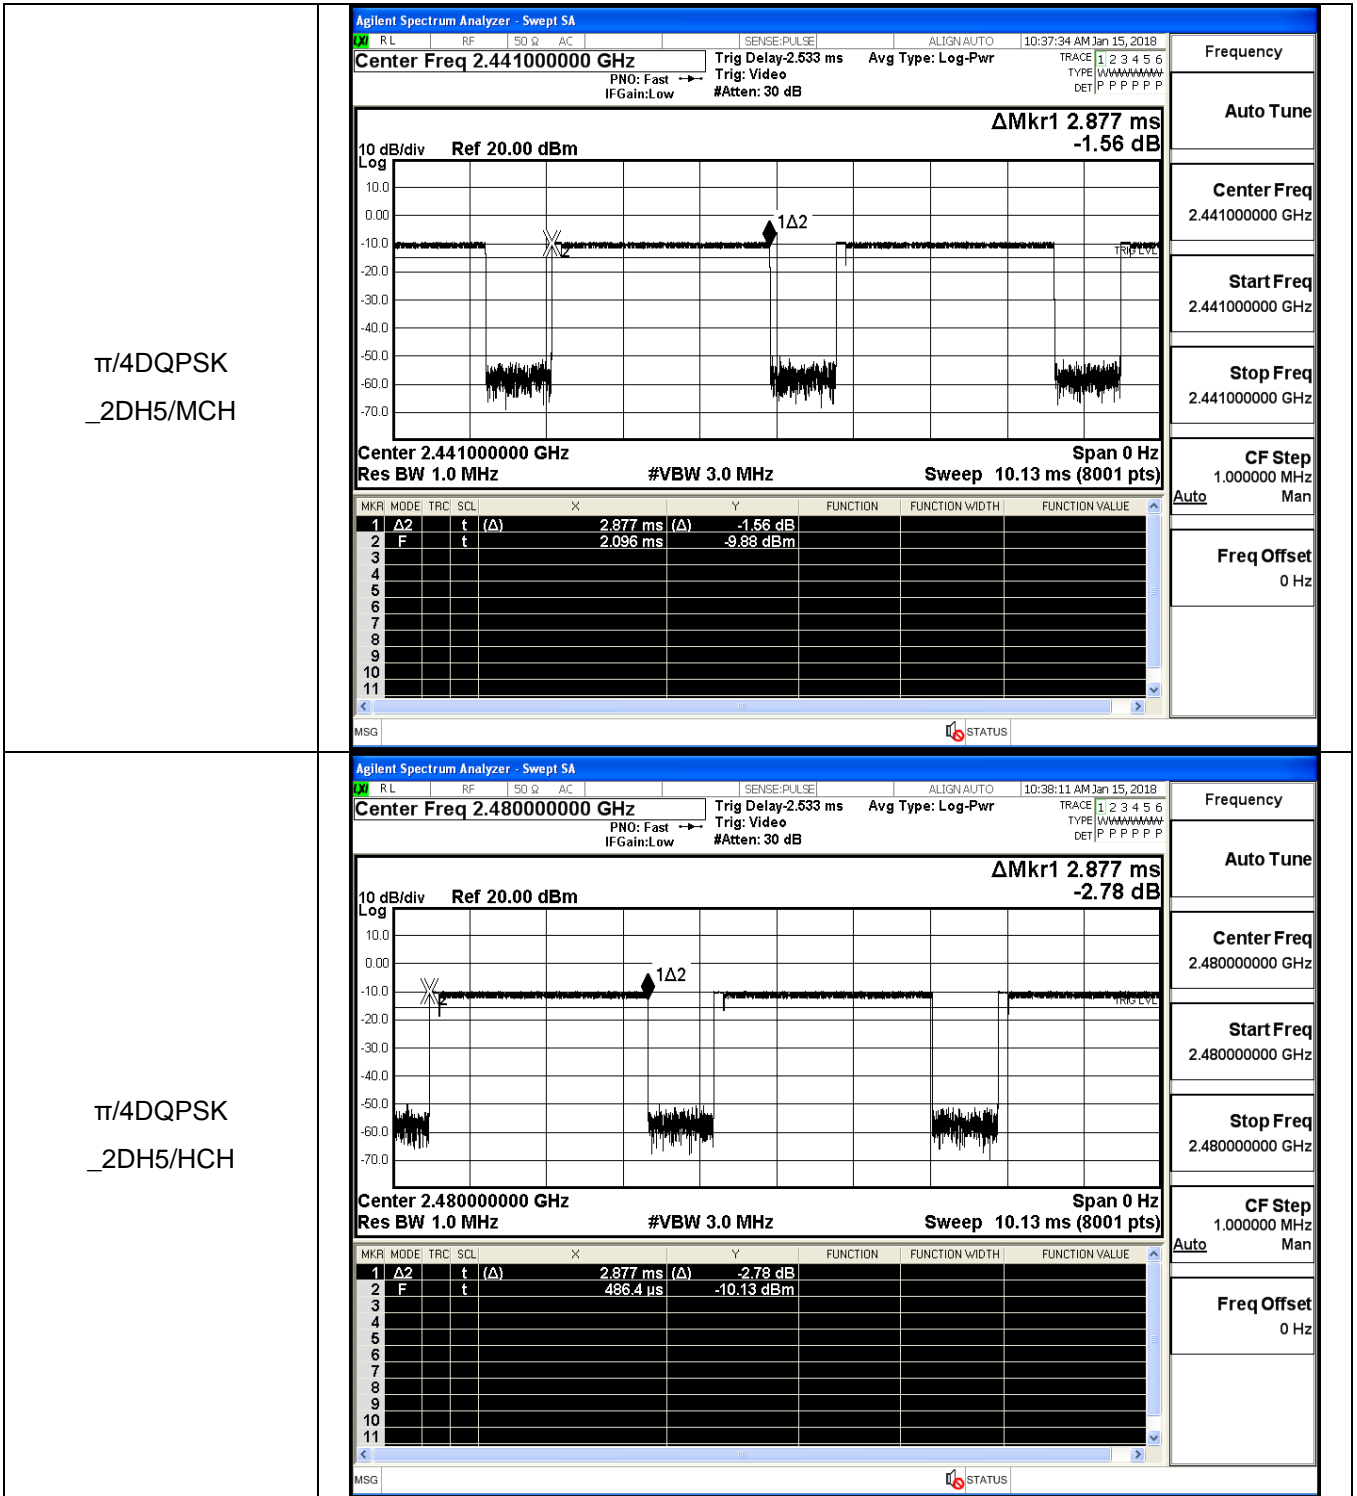 π/4DQPSK
_2DH5/MCH
Agilent Spectrum Analyzer - Swept SA
LXI RL RF 50 Ω AC SENSE:PULSE ALIGN AUTO 10:37:34 AM Jan 15, 2018
Center Freq 2.441000000 GHz
PNO: Fast
IFGain:Low
Trig Delay-2.533 ms
Trig: Video
#Atten: 30 dB
Avg Type: Log-Pwr
TRACE 1 2 3 4 5 6
TYPE WWWWWW
DET P P P P P P
ΔMkr1 2.877 ms
-1.56 dB
10 dB/div Ref 20.00 dBm
Log
10.0
0.00
-10.0
-20.0
-30.0
-40.0
-50.0
-60.0
-70.0
1Δ2
2
TRIG LVL
Center 2.441000000 GHz Span 0 Hz
Res BW 1.0 MHz #VBW 3.0 MHz Sweep 10.13 ms (8001 pts)
MKR MODE TRC SCL X Y FUNCTION FUNCTION WIDTH FUNCTION VALUE
1 Δ2 t (Δ) 2.877 ms (Δ) -1.56 dB
2 F t 2.096 ms -9.88 dBm
3
4
5
6
7
8
9
10
11
MSG STATUS
Frequency
Auto Tune
Center Freq
2.441000000 GHz
Start Freq
2.441000000 GHz
Stop Freq
2.441000000 GHz
CF Step
1.000000 MHz
Auto Man
Freq Offset
0 Hz
π/4DQPSK
_2DH5/HCH
Agilent Spectrum Analyzer - Swept SA
LXI RL RF 50 Ω AC SENSE:PULSE ALIGN AUTO 10:38:11 AM Jan 15, 2018
Center Freq 2.480000000 GHz
PNO: Fast
IFGain:Low
Trig Delay-2.533 ms
Trig: Video
#Atten: 30 dB
Avg Type: Log-Pwr
TRACE 1 2 3 4 5 6
TYPE WWWWWW
DET P P P P P P
ΔMkr1 2.877 ms
-2.78 dB
10 dB/div Ref 20.00 dBm
Log
10.0
0.00
-10.0
-20.0
-30.0
-40.0
-50.0
-60.0
-70.0
1Δ2
2
TRIG LVL
Center 2.480000000 GHz Span 0 Hz
Res BW 1.0 MHz #VBW 3.0 MHz Sweep 10.13 ms (8001 pts)
MKR MODE TRC SCL X Y FUNCTION FUNCTION WIDTH FUNCTION VALUE
1 Δ2 t (Δ) 2.877 ms (Δ) -2.78 dB
2 F t 486.4 µs -10.13 dBm
3
4
5
6
7
8
9
10
11
MSG STATUS
Frequency
Auto Tune
Center Freq
2.480000000 GHz
Start Freq
2.480000000 GHz
Stop Freq
2.480000000 GHz
CF Step
1.000000 MHz
Auto Man
Freq Offset
0 Hz